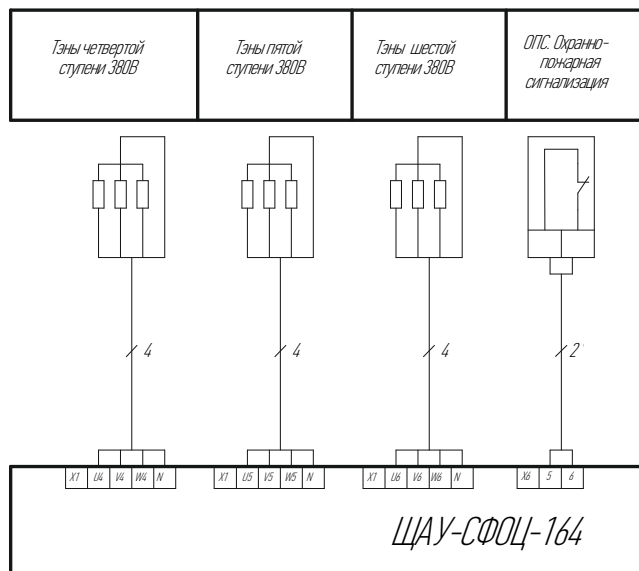 Тэны четвертой
ступени 380В
Тэны пятой
ступени 380В
Тэны шестой
ступени 380В
ОПС. Охранно-
пожарная
сигнализация
4
4
4
2
X1 U4 V4 W4 N
X1 U5 V5 W5 N
X1 U6 V6 W6 N
X6 5 6
ЩАУ-СФОЦ-164